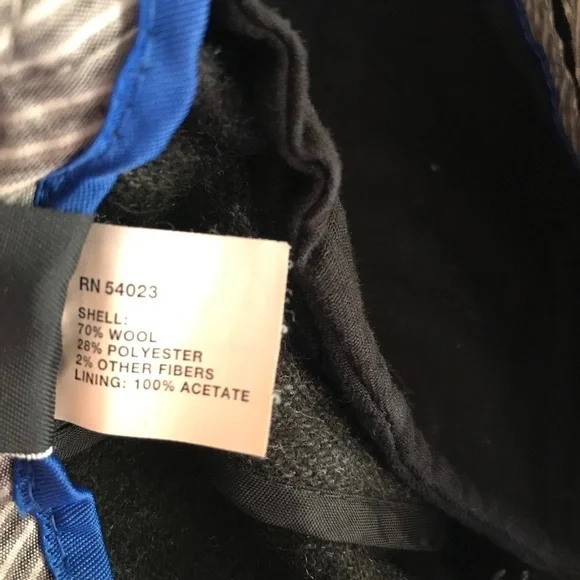 RN 54023
SHELL:
70% WOOL
28% POLYESTER
2% OTHER FIBERS
LINING: 100% ACETATE